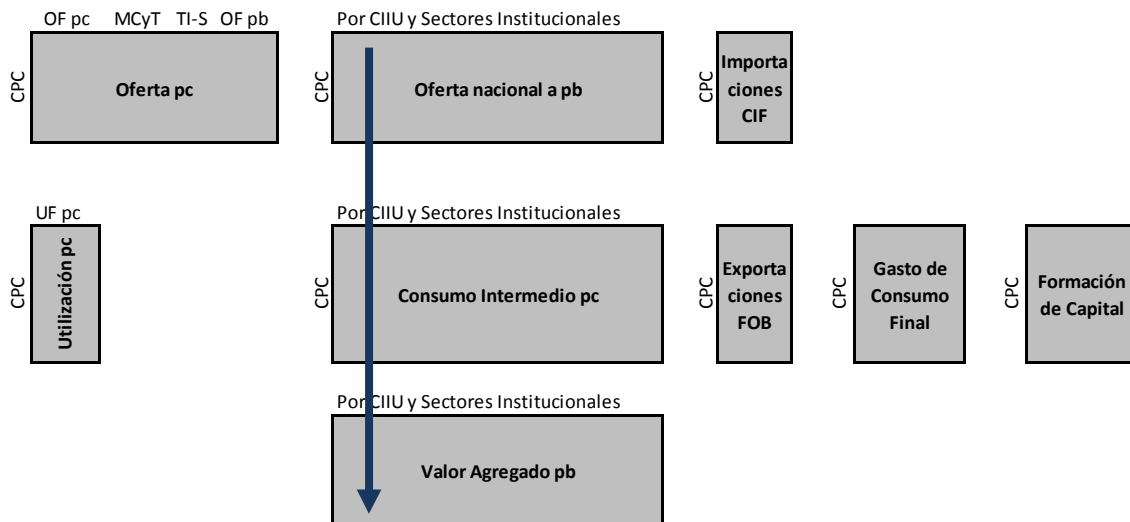 OF pc MCyT TI-S OF pb
Por CIIU y Sectores Institucionales
CPC
Oferta pc
CPC
Oferta nacional a pb
CPC
Importa
ciones
CIF
UF pc
Por CIIU y Sectores Institucionales
CPC
Utilización pc
CPC
Consumo Intermedio pc
CPC
Exporta
ciones
FOB
CPC
Gasto de
Consumo
Final
CPC
Formación
de Capital
Por CIIU y Sectores Institucionales
Valor Agregado pb